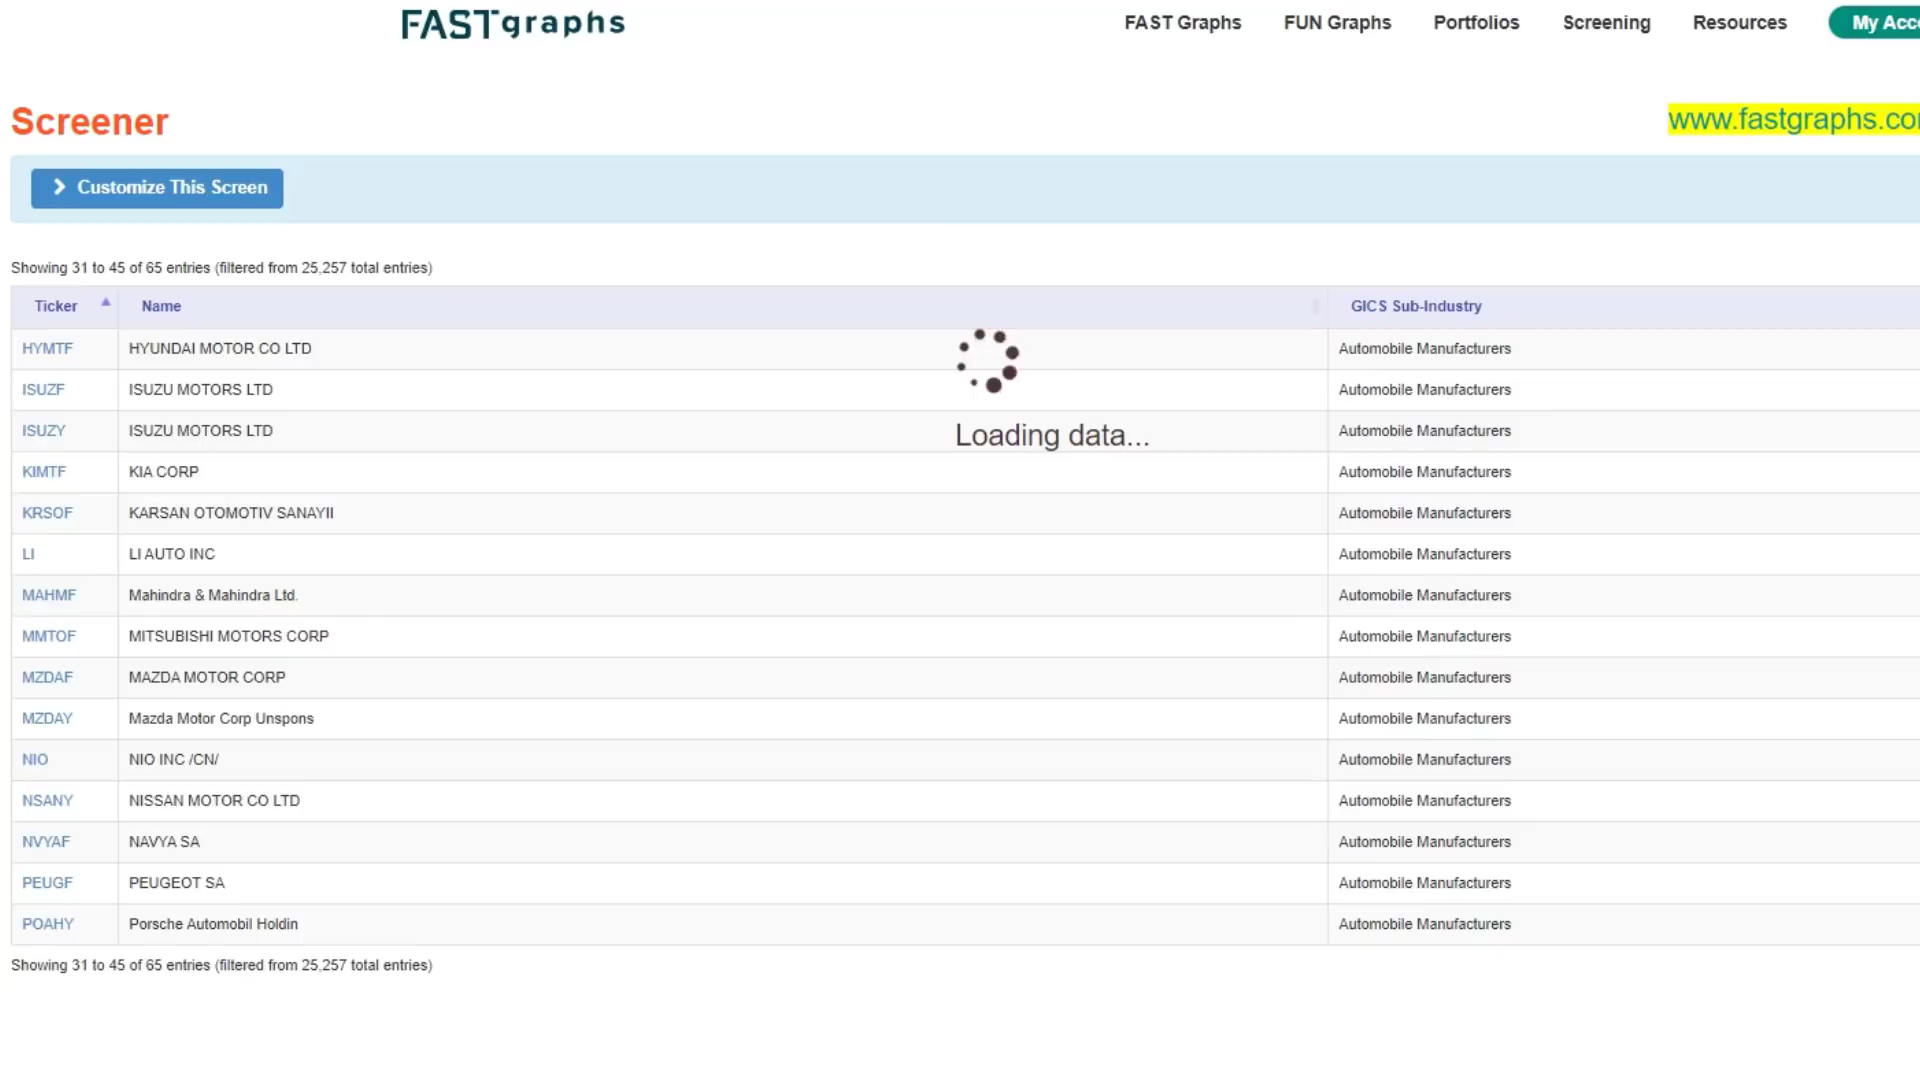 FASTgraphs
FAST Graphs FUN Graphs Portfolios Screening Resources My
Screener
Customize This Screen
Showing 31 to 45 of 65 entries (filtered from 25,257 total entries)
Ticker Name GICS Sub-Industry
HYMTF HYUNDAI MOTOR CO LTD Automobile Manufacturers
ISUZF ISUZU MOTORS LTD Automobile Manufacturers
ISUZY ISUZU MOTORS LTD Automobile Manufacturers
Loading data...
KIMTF KIA CORP Automobile Manufacturers
KRSOF KARSAN OTOMOTIV SANAYII Automobile Manufacturers
LI LI AUTO INC Automobile Manufacturers
MAHMF Mahindra & Mahindra Ltd. Automobile Manufacturers
MMTOF MITSUBISHI MOTORS CORP Automobile Manufacturers
MZDAF MAZDA MOTOR CORP Automobile Manufacturers
MZDAY Mazda Motor Corp Unspons Automobile Manufacturers
NIO NIO INC /CN/ Automobile Manufacturers
NSANY NISSAN MOTOR CO LTD Automobile Manufacturers
NVYAF NAVYA SA Automobile Manufacturers
PEUGF PEUGEOT SA Automobile Manufacturers
POAHY Porsche Automobil Holdin Automobile Manufacturers
Showing 31 to 45 of 65 entries (filtered from 25,257 total entries)